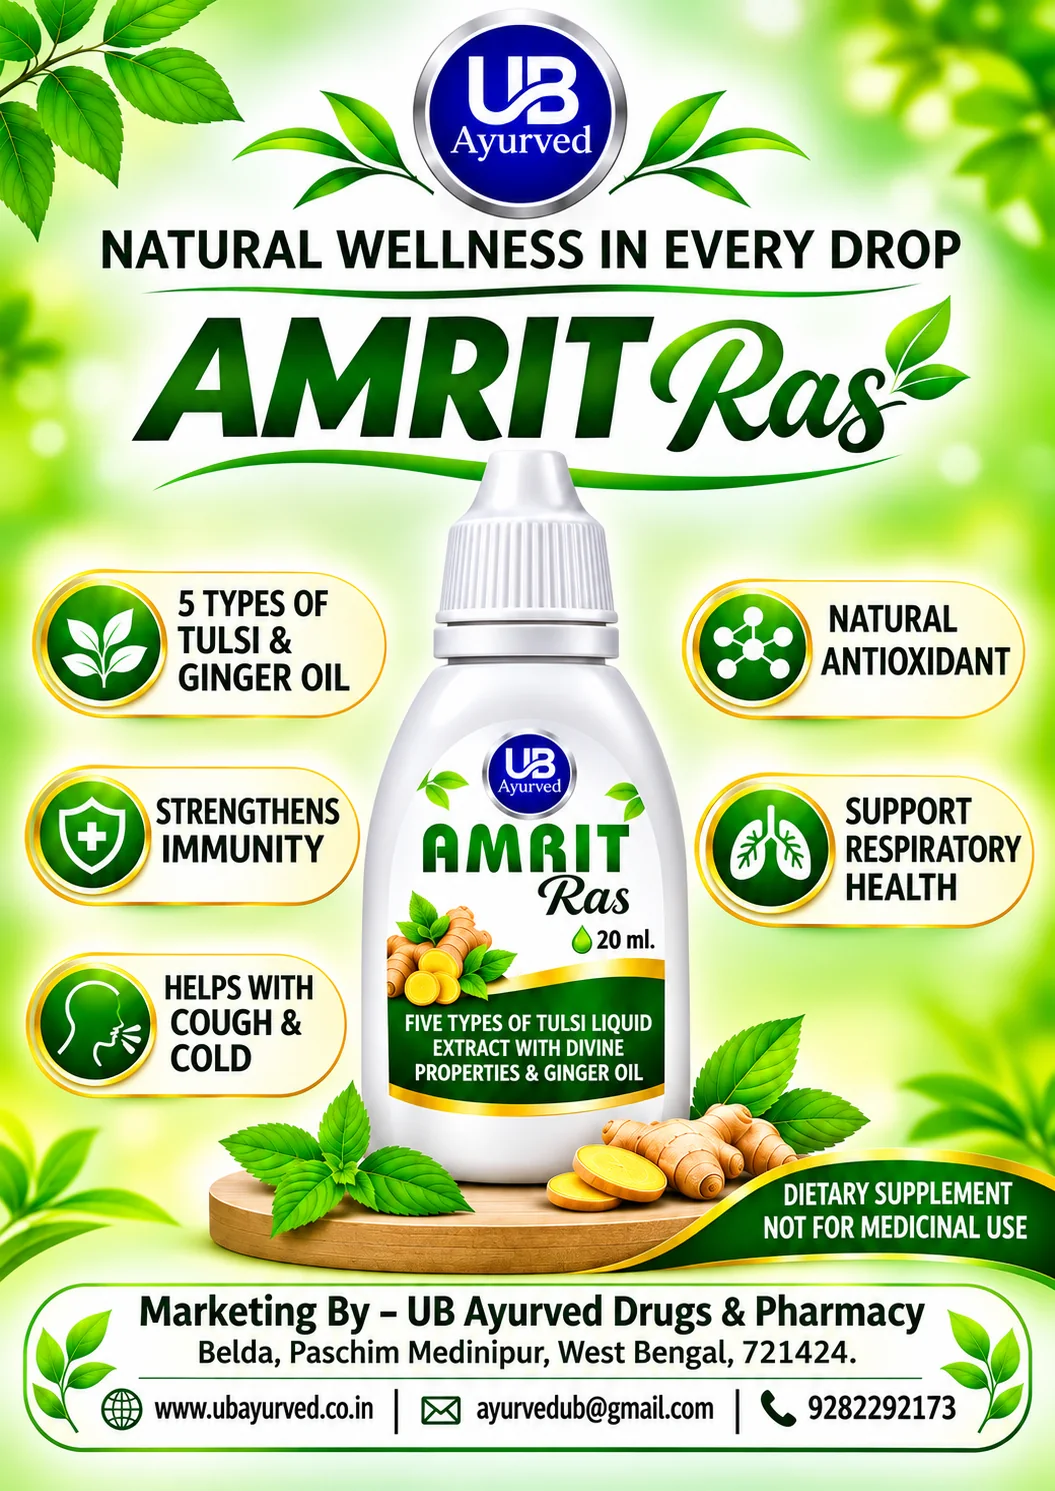 UB
Ayurved
NATURAL WELLNESS IN EVERY DROP
AMRIT Ras
5 TYPES OF
TULSI &
GINGER OIL
STRENGTHENS
IMMUNITY
HELPS WITH
COUGH &
COLD
NATURAL
ANTIOXIDANT
SUPPORT
RESPIRATORY
HEALTH
UB
Ayurved
AMRIT
Ras
20 ml.
FIVE TYPES OF TULSI LIQUID
EXTRACT WITH DIVINE
PROPERTIES & GINGER OIL
DIETARY SUPPLEMENT
NOT FOR MEDICINAL USE
Marketing By – UB Ayurved Drugs & Pharmacy
Belda, Paschim Medinipur, West Bengal, 721424.
www.ubayurved.co.in | ayurvedub@gmail.com | 9282292173